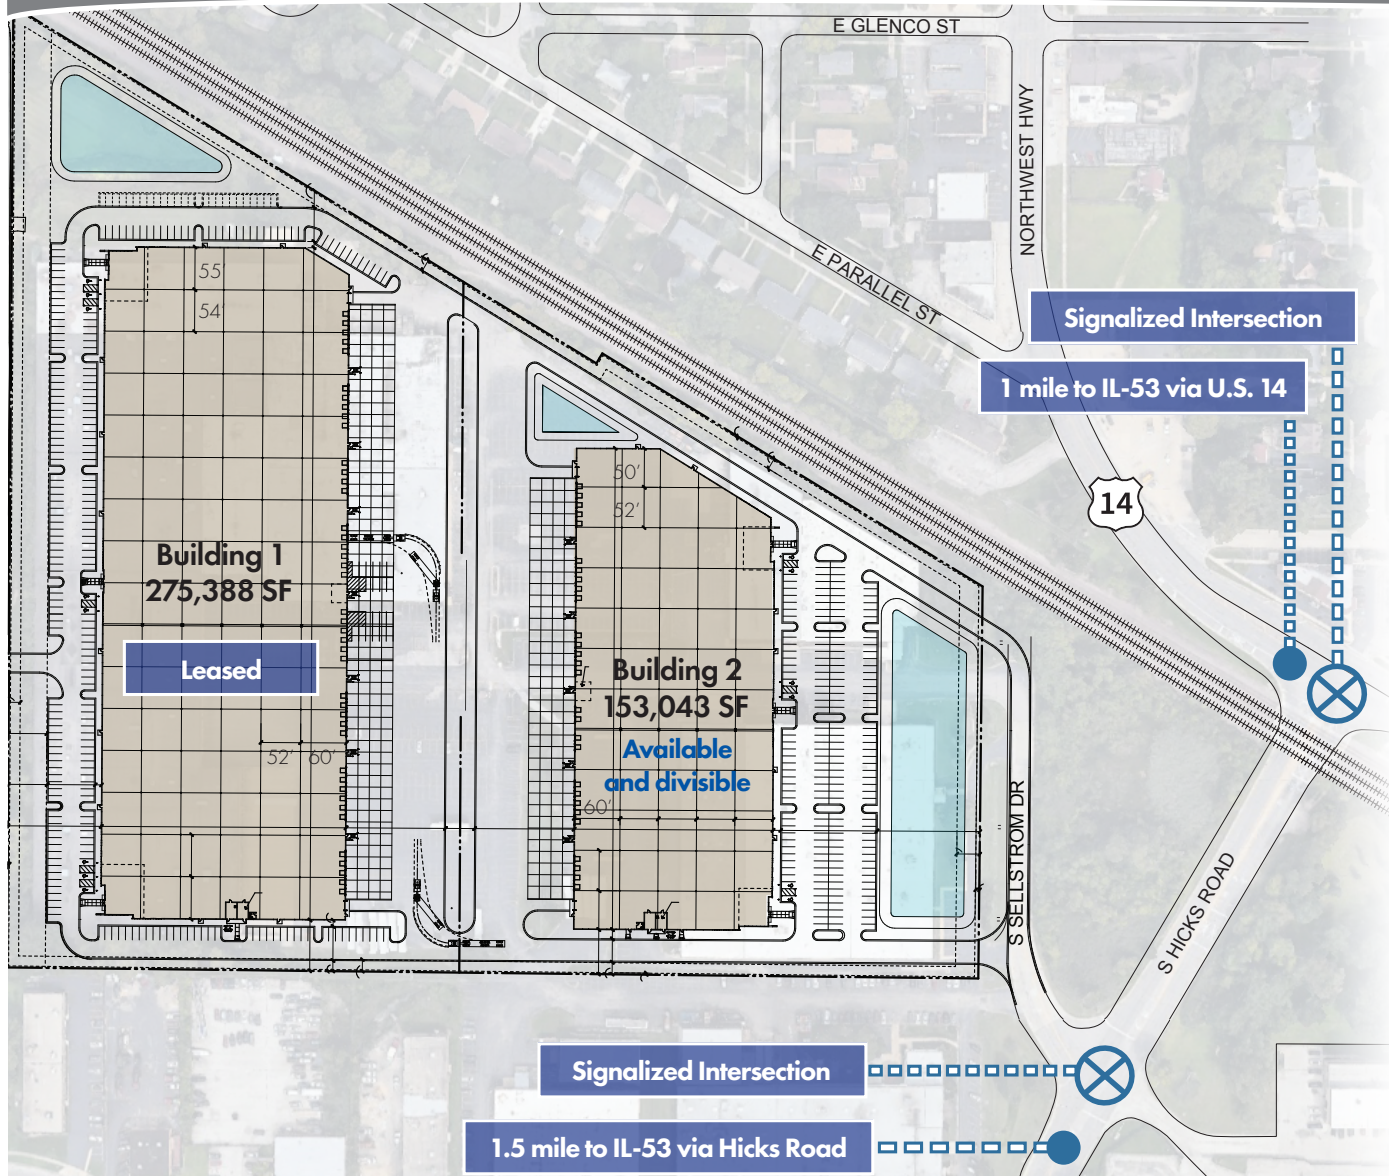 E GLENCO ST
NORTHWEST HWY
E PARALLEL ST
Signalized Intersection
1 mile to IL-53 via U.S. 14
14
55'
54'
50'
52'
Building 1
275,388 SF
Leased
Building 2
153,043 SF
Available
and divisible
52'
60'
60'
S SELLSTROM DR
S HICKS ROAD
Signalized Intersection
1.5 mile to IL-53 via Hicks Road